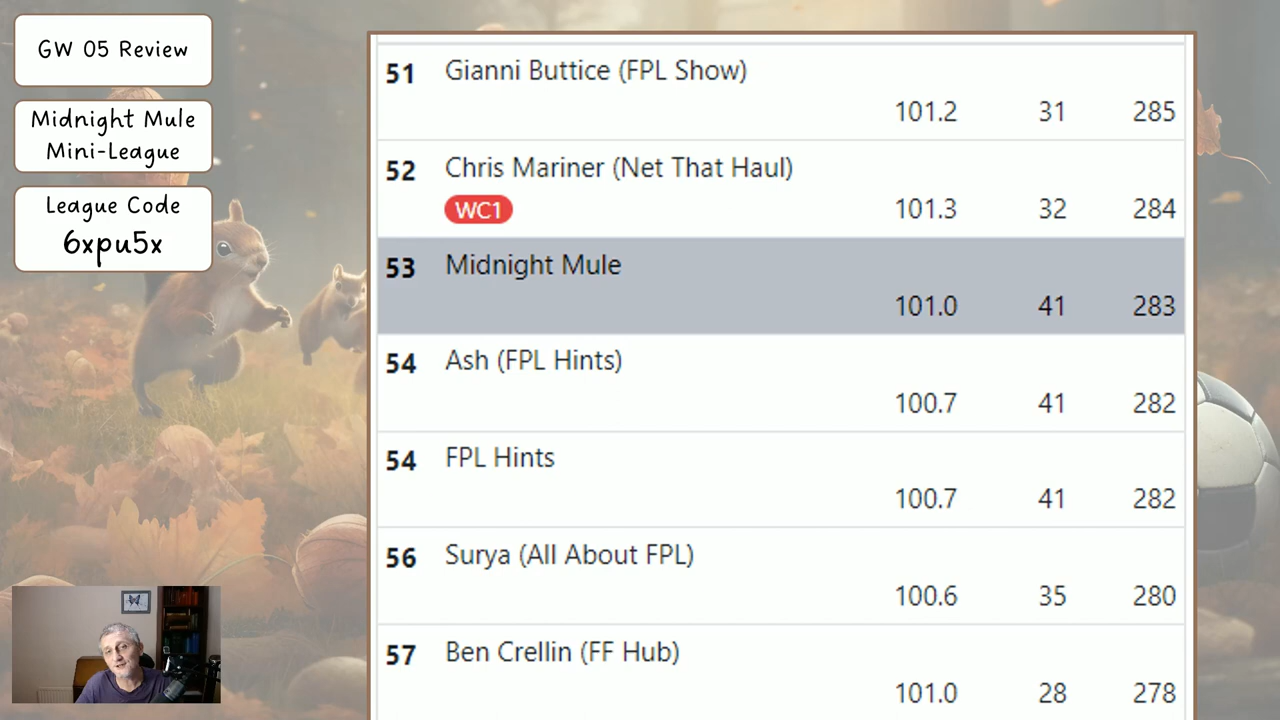 GW 05 Review
Midnight Mule
Mini-League
League Code
6xpu5x
51 Gianni Buttice (FPL Show)
101.2 31 285
52 Chris Mariner (Net That Haul)
WC1 101.3 32 284
53 Midnight Mule
101.0 41 283
54 Ash (FPL Hints)
100.7 41 282
54 FPL Hints
100.7 41 282
56 Surya (All About FPL)
100.6 35 280
57 Ben Crellin (FF Hub)
101.0 28 278